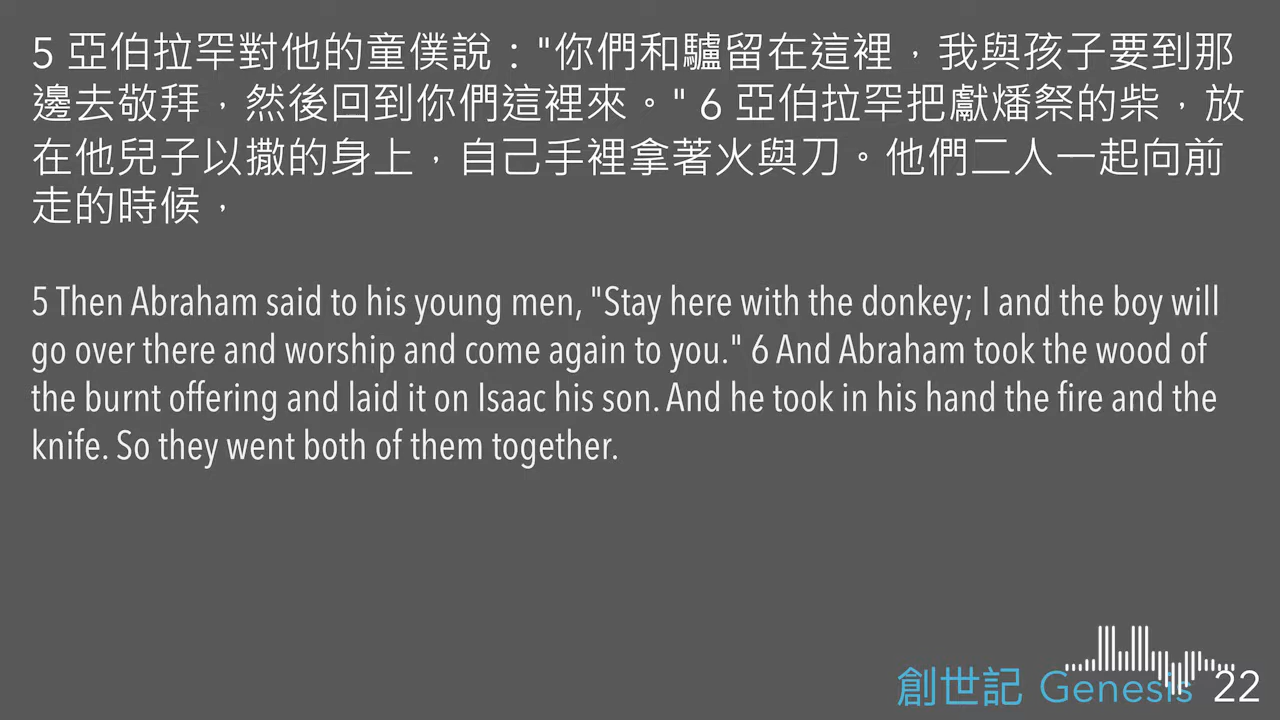 5 亞伯拉罕對他的童僕說："你們和驢留在這裡，我與孩子要到那
邊去敬拜，然後回到你們這裡來。" 6 亞伯拉罕把獻燔祭的柴，放
在他兒子以撒的身上，自己手裡拿著火與刀。他們二人一起向前
走的時候，
5 Then Abraham said to his young men, "Stay here with the donkey; I and the boy will
go over there and worship and come again to you." 6 And Abraham took the wood of
the burnt offering and laid it on Isaac his son. And he took in his hand the fire and the
knife. So they went both of them together.
創世記 Genesis 22